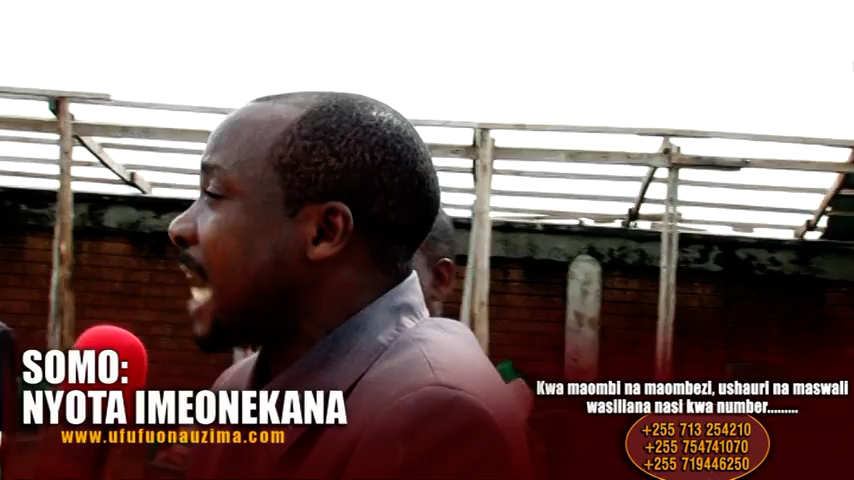 SOMO:
NYOTA IMEONEKANA
www.ufufuonauzima.com
Kwa maombi na maombezi, ushauri na maswali
wasiliana nasi kwa number.........
+255 713 254210
+255 754741070
+255 719446250